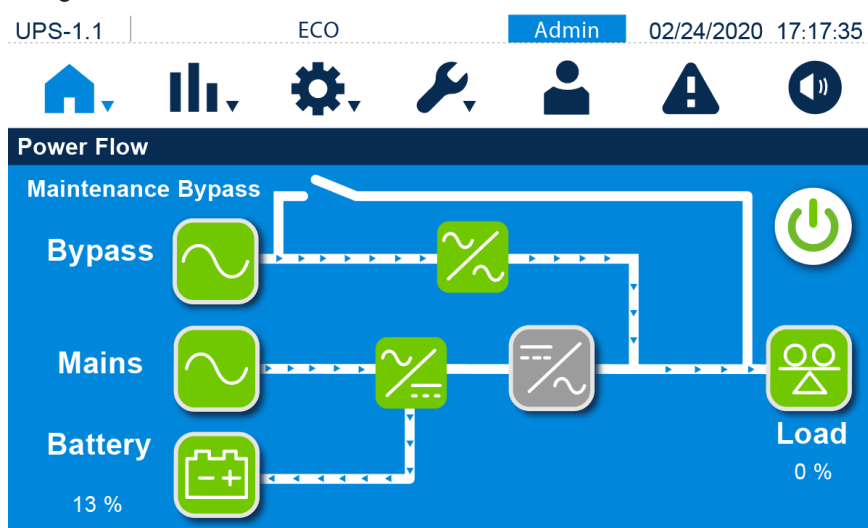 UPS-1.1 ECO Admin 02/24/2020 17:17:35
Power Flow
Maintenance Bypass
Bypass
Mains
Battery
13 %
Load
0 %